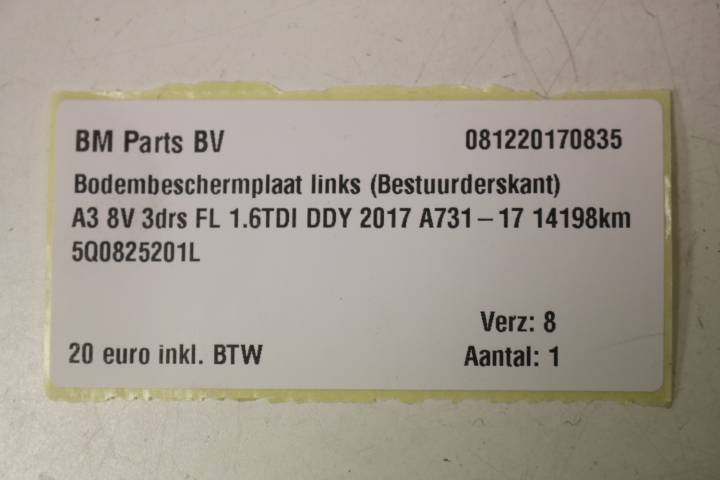 BM Parts BV 081220170835
Bodembeschermplaat links (Bestuurderskant)
A3 8V 3drs FL 1.6TDI DDY 2017 A731-17 14198km
5Q0825201L
Verz: 8
20 euro inkl. BTW Aantal: 1